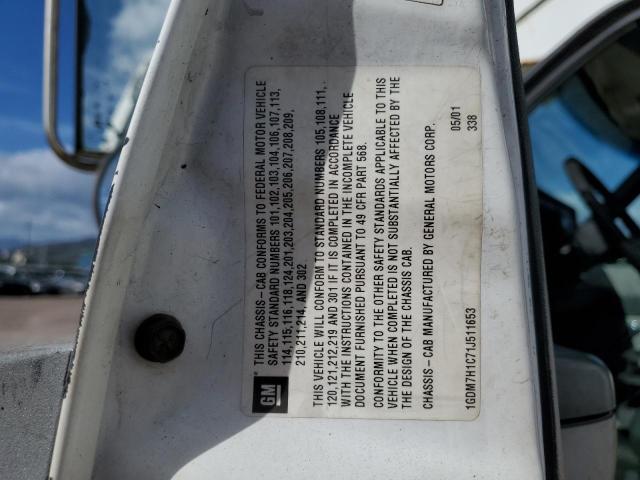 GM
THIS CHASSIS-CAB CONFORMS TO FEDERAL MOTOR VEHICLE
SAFETY STANDARD NUMBERS 101,102,103,104,106,107,113,
114,115,116,118,124,201,203,204,205,206,207,208,209,
210,211,214, AND 302
THIS VEHICLE WILL CONFORM TO STANDARD NUMBERS 105,108,111,
120,121,212,219 AND 301 IF IT IS COMPLETED IN ACCORDANCE
WITH THE INSTRUCTIONS CONTAINED IN THE INCOMPLETE VEHICLE
DOCUMENT FURNISHED PURSUANT TO 49 CFR PART 568.
CONFORMITY TO THE OTHER SAFETY STANDARDS APPLICABLE TO THIS
VEHICLE WHEN COMPLETED IS NOT SUBSTANTIALLY AFFECTED BY THE
THE DESIGN OF THE CHASSIS CAB.
CHASSIS-CAB MANUFACTURED BY GENERAL MOTORS CORP.
05/01
1GDM7H1C71J511653
338